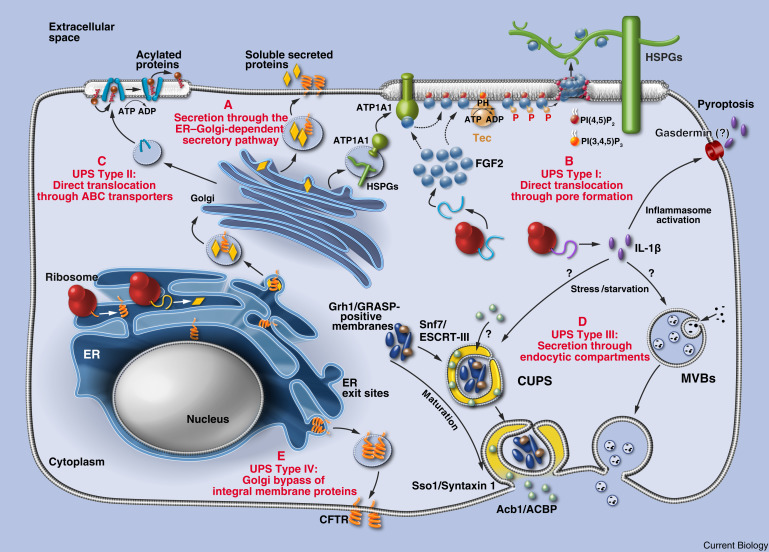 Extracellular
space
Acylated
proteins
Soluble secreted
proteins
HSPGs
ATP1A1
PH
ATP ADP
ATP ADP
P
P
P
PI(4,5)P2
PI(3,4,5)P3
Tec
Pyroptosis
Gasdermin (?)
A
Secretion through the
ER–Golgi-dependent
secretory pathway
ATP1A1
HSPGs
FGF2
B
UPS Type I:
Direct translocation
through pore formation
C
UPS Type II:
Direct translocation
through ABC transporters
Golgi
Inflammasome
activation
IL-1β
?
?
Stress/starvation
Ribosome
Grh1/GRASP-
positive
membranes
Snf7/
ESCRT-III
?
D
UPS Type III:
Secretion through
endocytic compartments
ER
ER
exit sites
CUPS
MVBs
Maturation
Nucleus
Cytoplasm
E
UPS Type IV:
Golgi bypass of
integral membrane proteins
Sso1/Syntaxin 1
Acb1/ACBP
CFTR
Current Biology